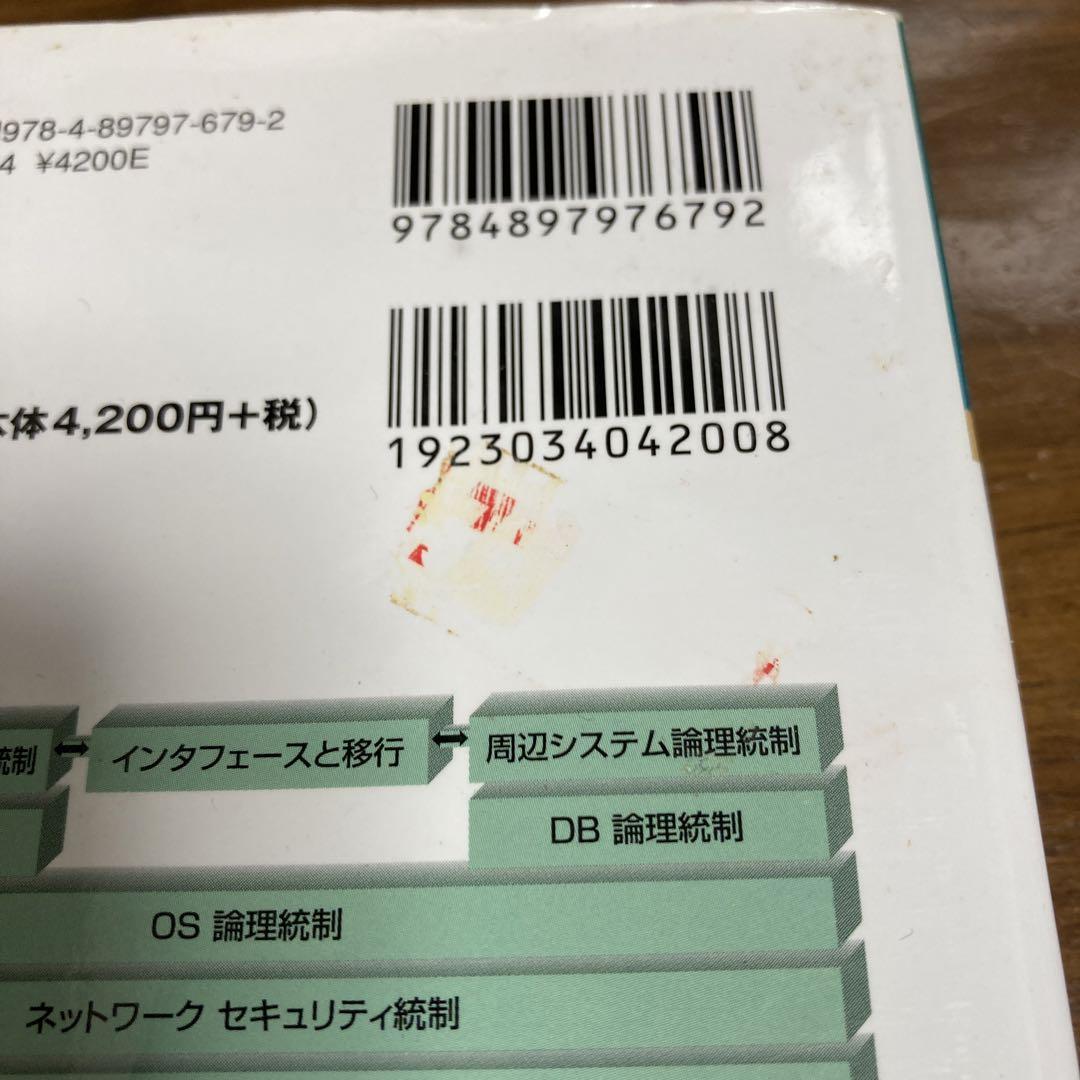 978-4-89797-679-2
4 ¥4200E
9784897976792
体4,200円+税)
1923034042008
統制
インタフェースと移行
周辺システム論理統制
DB 論理統制
OS 論理統制
ネットワーク セキュリティ統制